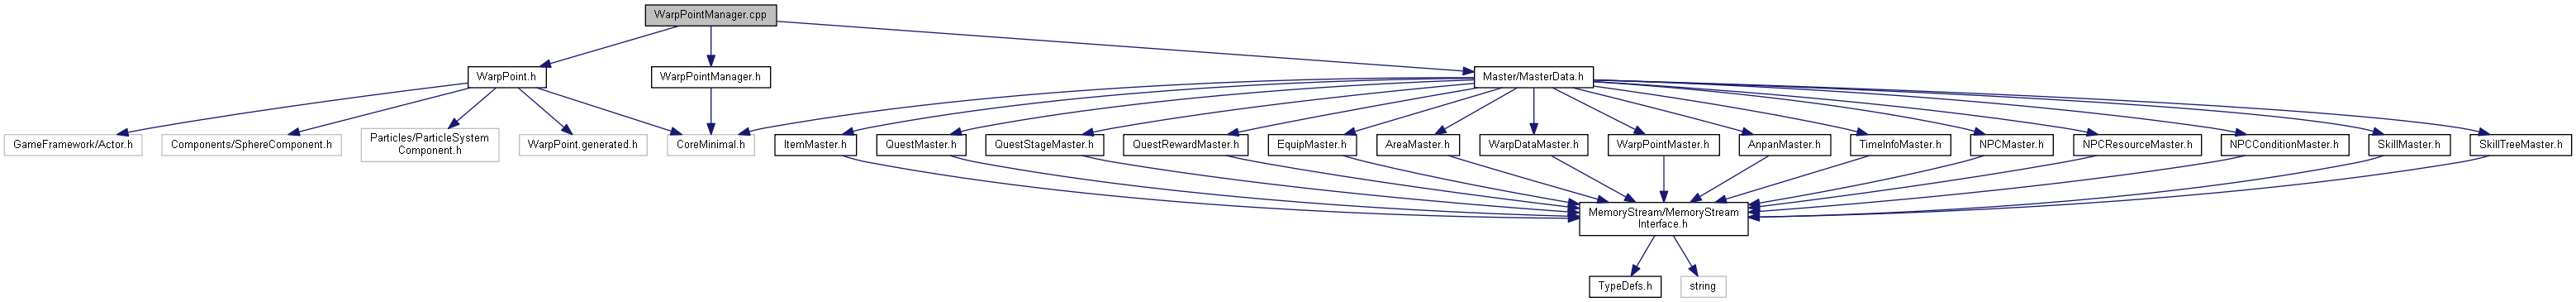 WarpPointManager.cpp
WarpPoint.h
WarpPointManager.h
Master/MasterData.h
GameFramework/Actor.h
Components/SphereComponent.h
Particles/ParticleSystem
Component.h
WarpPoint.generated.h
CoreMinimal.h
ItemMaster.h
QuestMaster.h
QuestStageMaster.h
QuestRewardMaster.h
EquipMaster.h
AreaMaster.h
WarpDataMaster.h
WarpPointMaster.h
AnpanMaster.h
TimeInfoMaster.h
NPCMaster.h
NPCResourceMaster.h
NPCConditionMaster.h
SkillMaster.h
SkillTreeMaster.h
MemoryStream/MemoryStream
Interface.h
TypeDefs.h
string